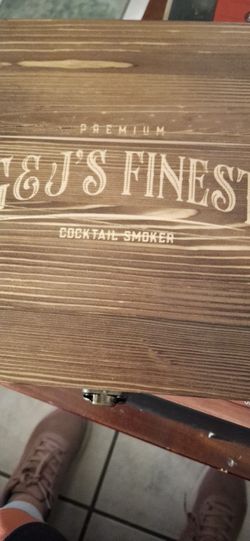 PREMIUM
G&J'S FINEST
COCKTAIL SMOKER